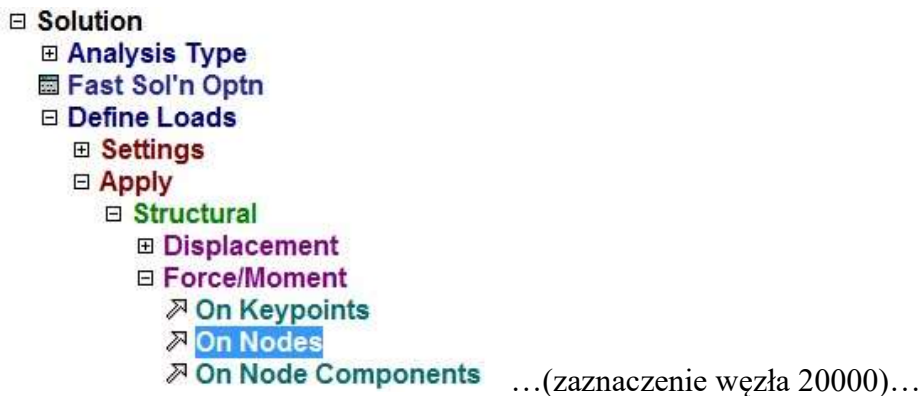 Solution
Analysis Type
Fast Sol'n Optn
Define Loads
Settings
Apply
Structural
Displacement
Force/Moment
On Keypoints
On Nodes
On Node Components …(zaznaczenie węzła 20000)…